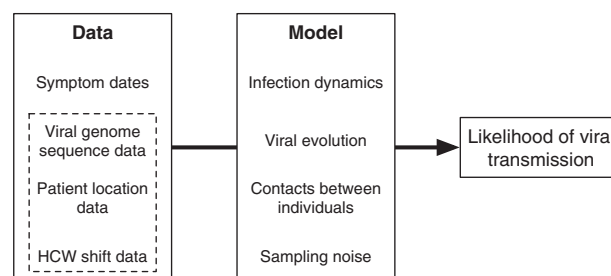 Data
Symptom dates
Viral genome
sequence data
Patient location
data
HCW shift data
Model
Infection dynamics
Viral evolution
Contacts between
individuals
Sampling noise
Likelihood of viral
transmission